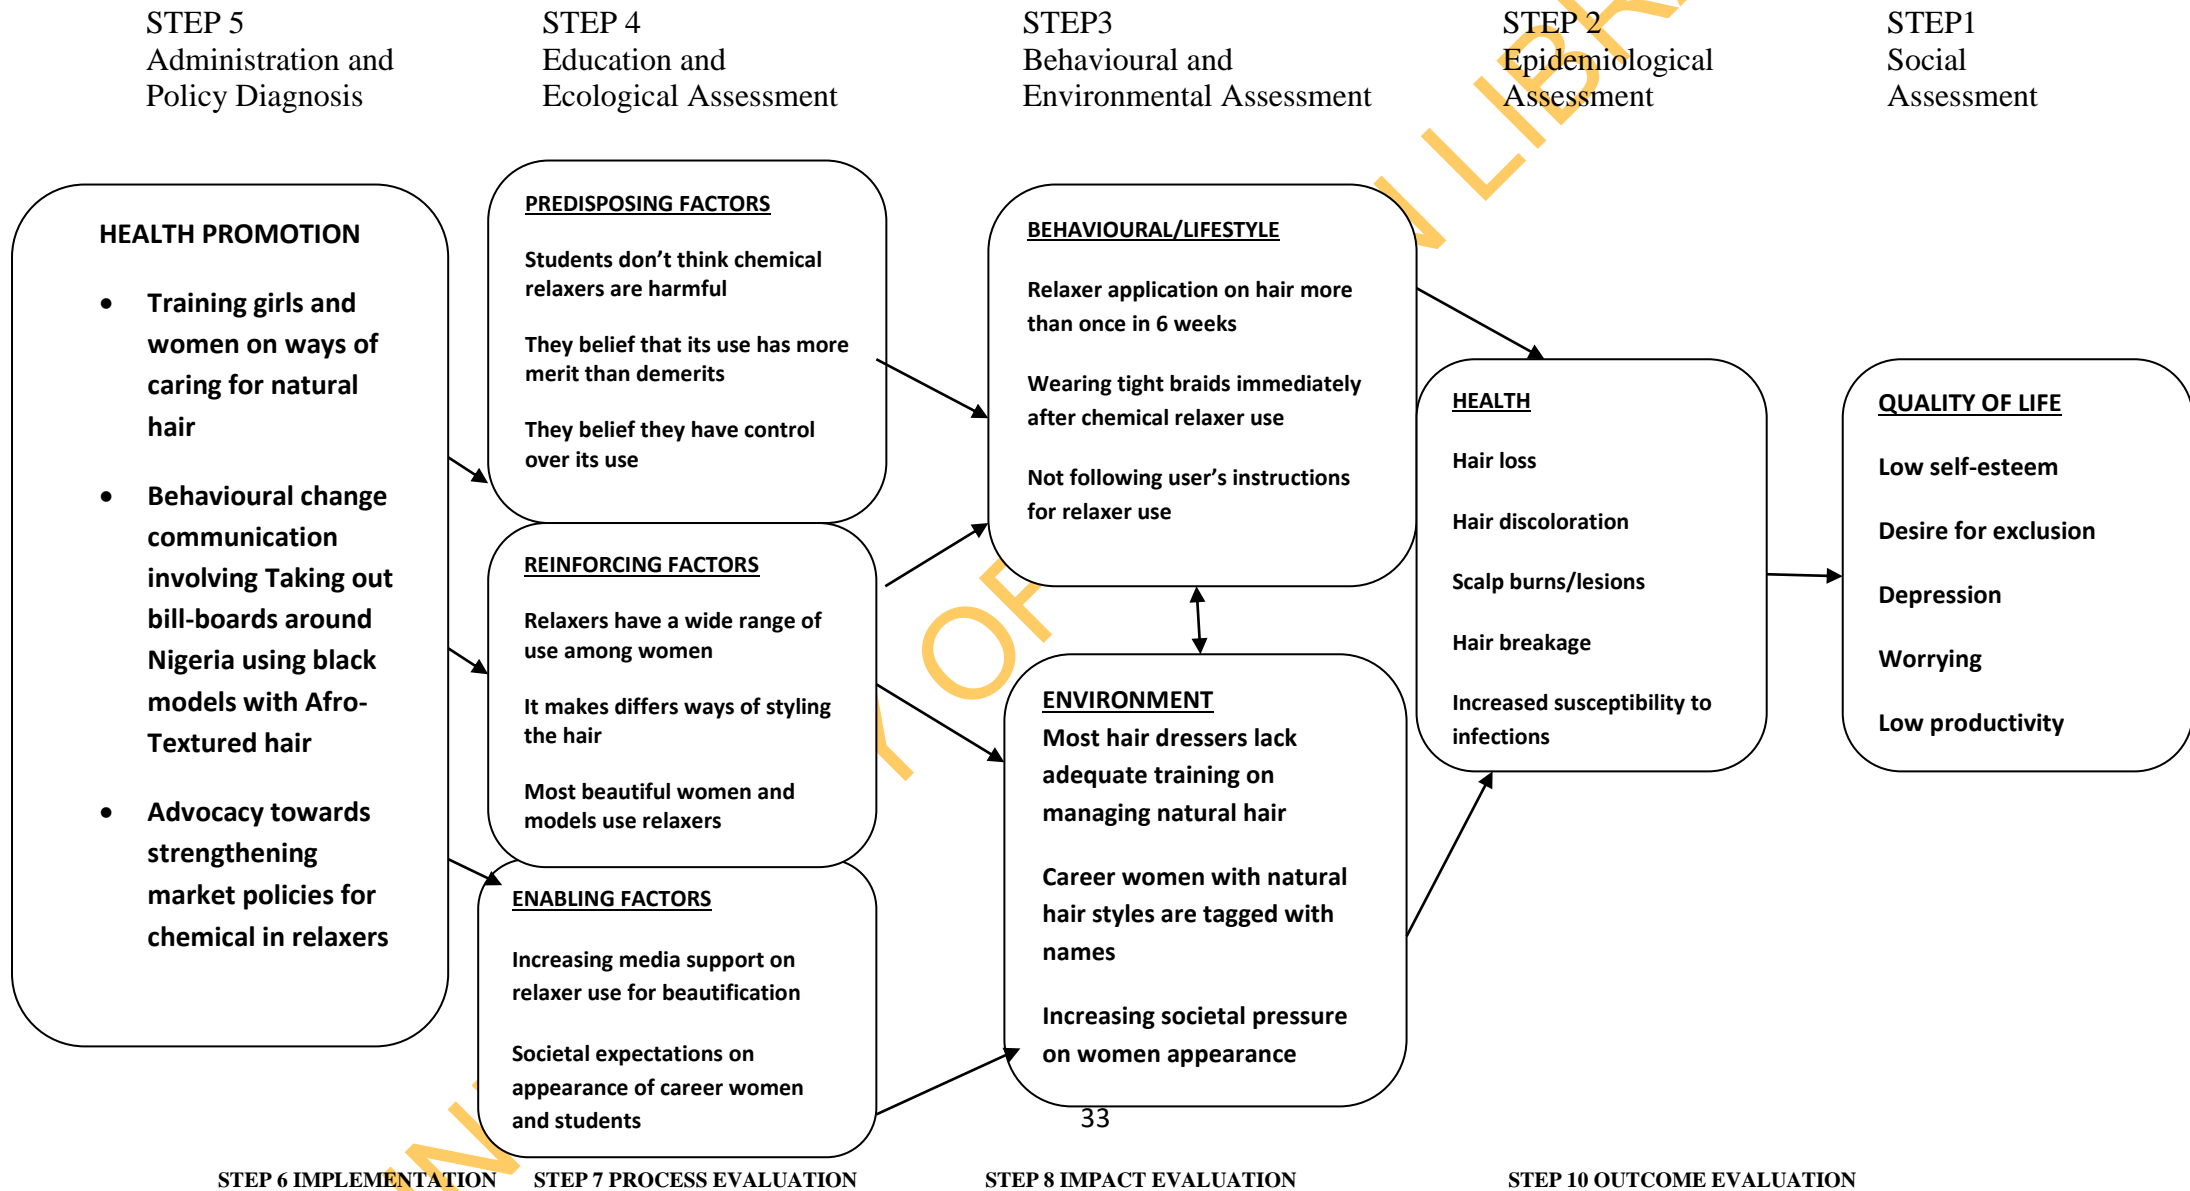 STEP 5
Administration and
Policy Diagnosis
STEP 4
Education and
Ecological Assessment
STEP3
Behavioural and
Environmental Assessment
STEP 2
Epidemiological
Assessment
STEP1
Social
Assessment
HEALTH PROMOTION
• Training girls and
women on ways of
caring for natural
hair
• Behavioural change
communication
involving Taking out
bill-boards around
Nigeria using black
models with Afro-
Textured hair
• Advocacy towards
strengthening
market policies for
chemical in relaxers
PREDISPOSING FACTORS
Students don’t think chemical
relaxers are harmful
They belief that its use has more
merit than demerits
They belief they have control
over its use
REINFORCING FACTORS
Relaxers have a wide range of
use among women
It makes differs ways of styling
the hair
Most beautiful women and
models use relaxers
ENABLING FACTORS
Increasing media support on
relaxer use for beautification
Societal expectations on
appearance of career women
and students
BEHAVIOURAL/LIFESTYLE
Relaxer application on hair more
than once in 6 weeks
Wearing tight braids immediately
after chemical relaxer use
Not following user’s instructions
for relaxer use
ENVIRONMENT
Most hair dressers lack
adequate training on
managing natural hair
Career women with natural
hair styles are tagged with
names
Increasing societal pressure
on women appearance
HEALTH
Hair loss
Hair discoloration
Scalp burns/lesions
Hair breakage
Increased susceptibility to
infections
QUALITY OF LIFE
Low self-esteem
Desire for exclusion
Depression
Worrying
Low productivity
33
STEP 6 IMPLEMENTATION
STEP 7 PROCESS EVALUATION
STEP 8 IMPACT EVALUATION
STEP 10 OUTCOME EVALUATION